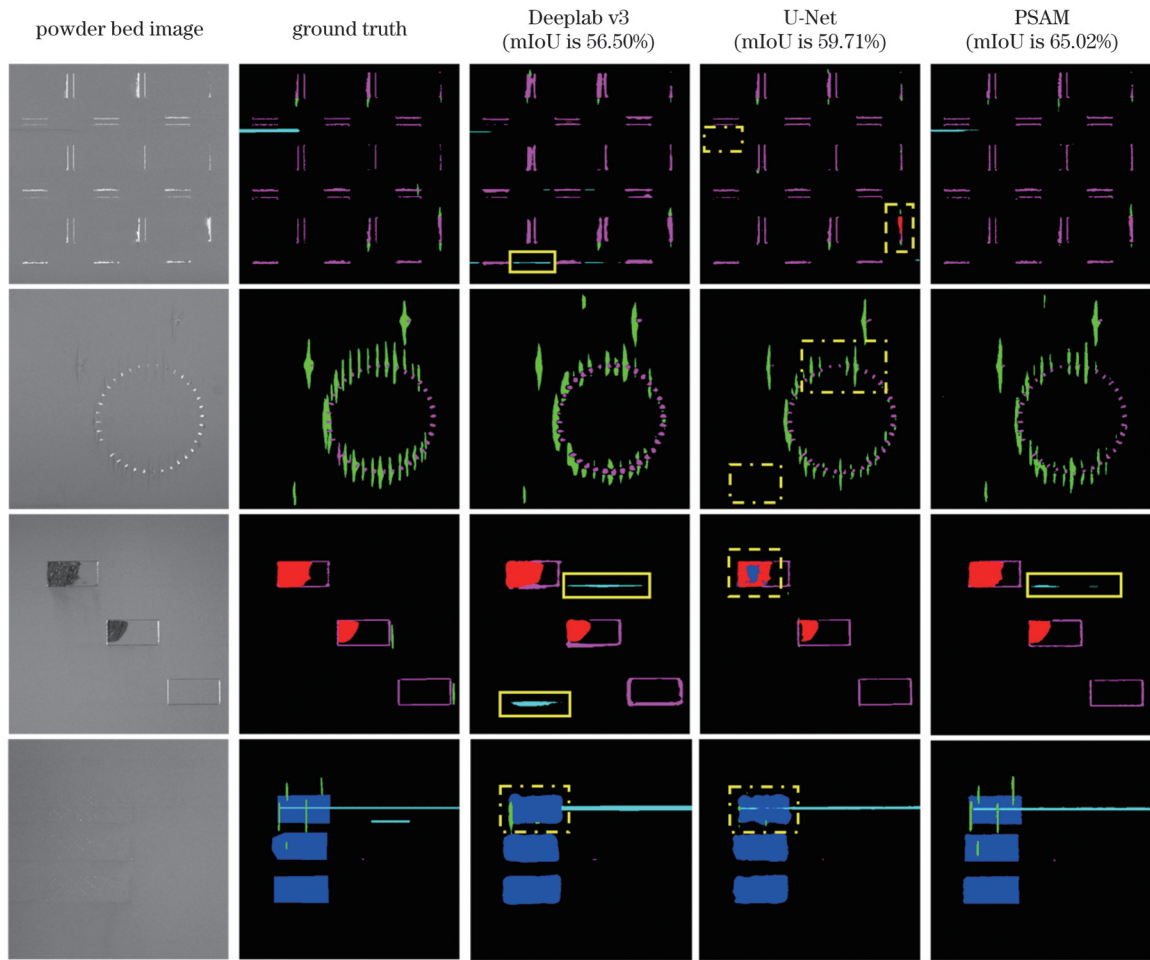 powder bed image
ground truth
Deeplab v3
(mIoU is 56.50%)
U-Net
(mIoU is 59.71%)
PSAM
(mIoU is 65.02%)